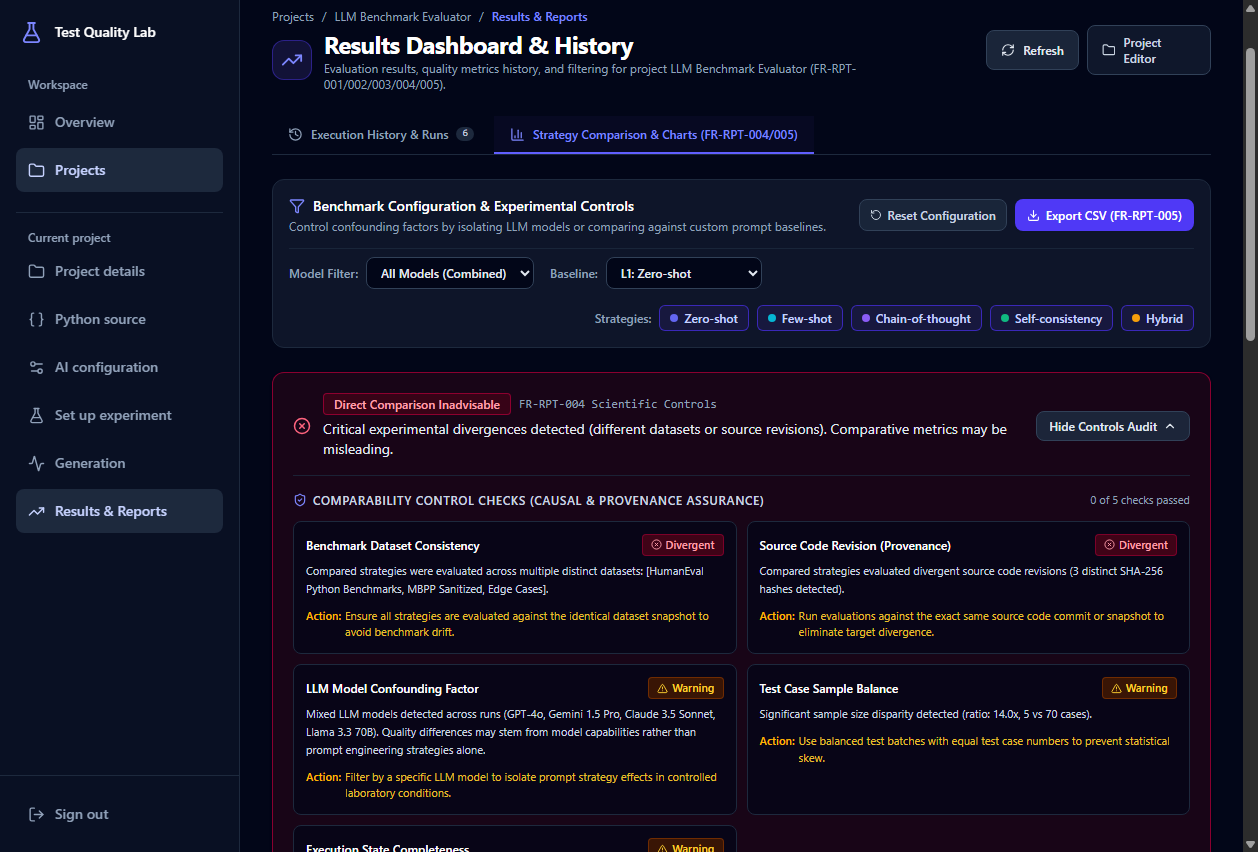 Test Quality Lab
Workspace
Overview
Projects
Current project
Project details
Python source
AI configuration
Set up experiment
Generation
Results & Reports
Sign out
Projects / LLM Benchmark Evaluator / Results & Reports
Results Dashboard & History
Evaluation results, quality metrics history, and filtering for project LLM Benchmark Evaluator (FR-RPT-
001/002/003/004/005).
Refresh
Project
Editor
Execution History & Runs 6
Strategy Comparison & Charts (FR-RPT-004/005)
Benchmark Configuration & Experimental Controls
Control confounding factors by isolating LLM models or comparing against custom prompt baselines.
Reset Configuration
Export CSV (FR-RPT-005)
Model Filter: All Models (Combined) Baseline: L1: Zero-shot
Strategies: Zero-shot Few-shot Chain-of-thought Self-consistency Hybrid
Direct Comparison Inadvisable FR-RPT-004 Scientific Controls
Critical experimental divergences detected (different datasets or source revisions). Comparative metrics may be
misleading.
Hide Controls Audit
COMPARABILITY CONTROL CHECKS (CAUSAL & PROVENANCE ASSURANCE)
0 of 5 checks passed
Benchmark Dataset Consistency
Divergent
Compared strategies were evaluated across multiple distinct datasets: [HumanEval
Python Benchmarks, MBPP Sanitized, Edge Cases].
Action: Ensure all strategies are evaluated against the identical dataset snapshot to
avoid benchmark drift.
Source Code Revision (Provenance)
Divergent
Compared strategies evaluated divergent source code revisions (3 distinct SHA-256
hashes detected).
Action: Run evaluations against the exact same source code commit or snapshot to
eliminate target divergence.
LLM Model Confounding Factor
Warning
Mixed LLM models detected across runs (GPT-4o, Gemini 1.5 Pro, Claude 3.5 Sonnet,
Llama 3.3 70B). Quality differences may stem from model capabilities rather than
prompt engineering strategies alone.
Action: Filter by a specific LLM model to isolate prompt strategy effects in controlled
laboratory conditions.
Test Case Sample Balance
Warning
Significant sample size disparity detected (ratio: 14.0x, 5 vs 70 cases).
Action: Use balanced test batches with equal test case numbers to prevent statistical
skew.
Execution State Completeness
Warning